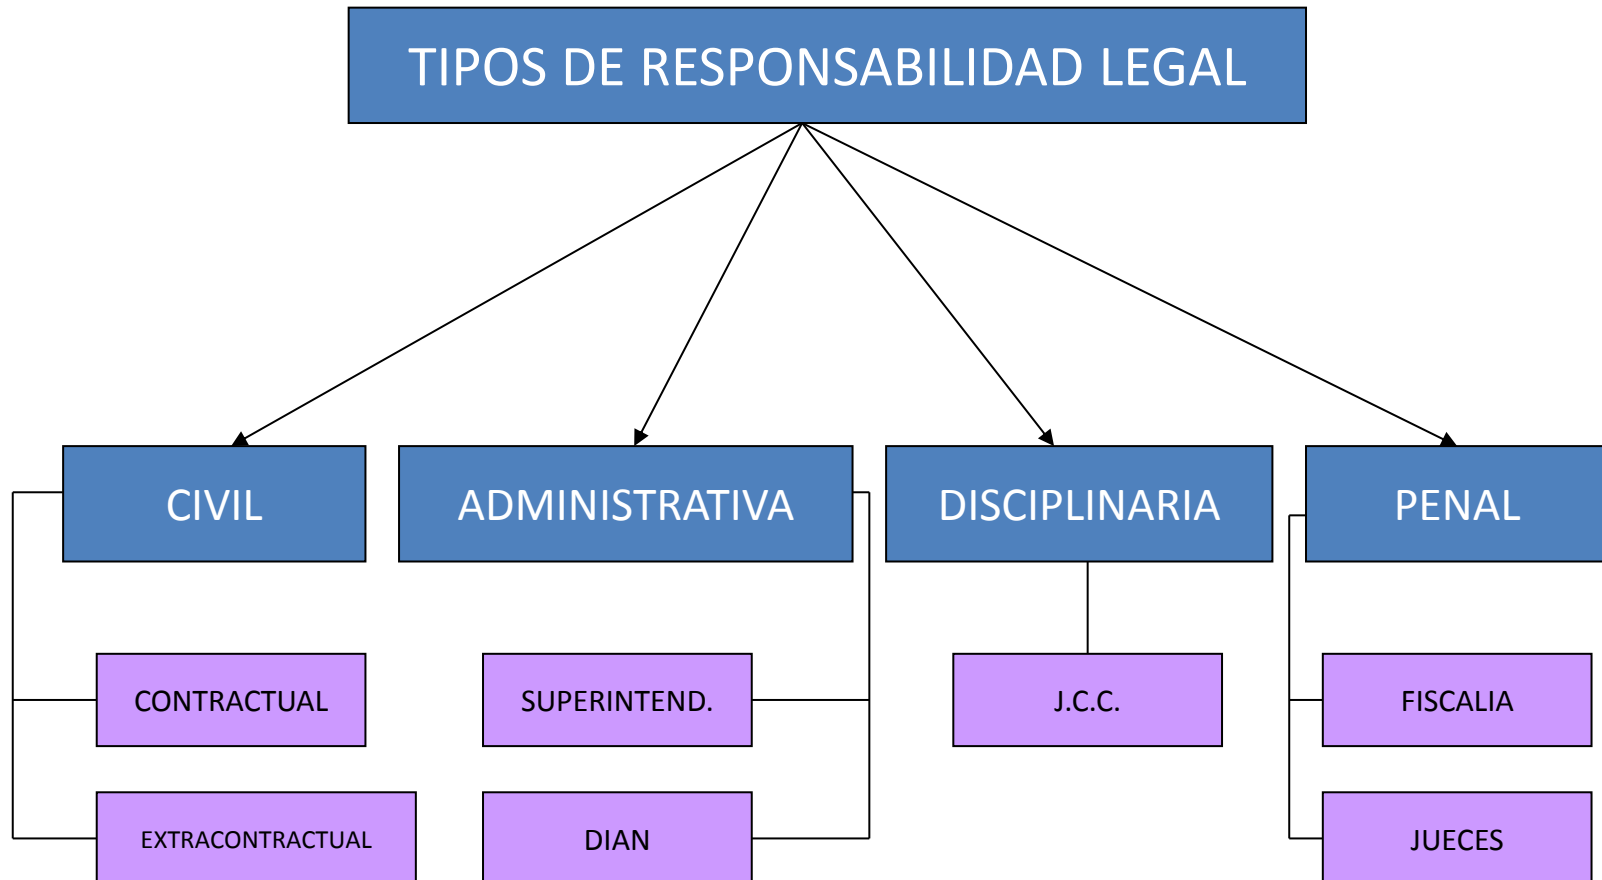 TIPOS DE RESPONSABILIDAD LEGAL
CIVIL
ADMINISTRATIVA
DISCIPLINARIA
PENAL
CONTRACTUAL
SUPERINTEND.
J.C.C.
FISCALIA
EXTRACONTRACTUAL
DIAN
JUECES